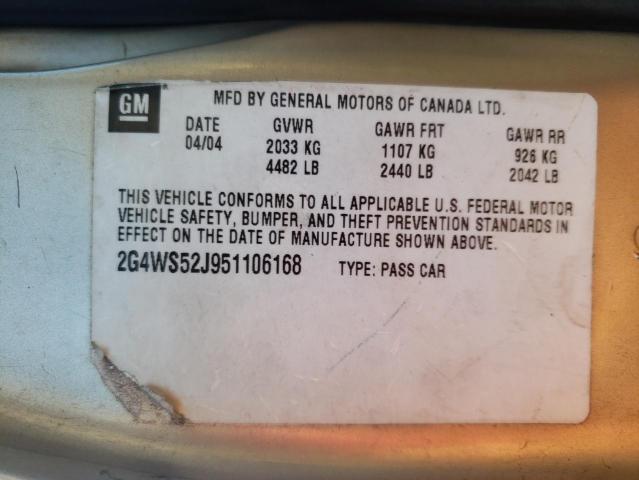 GM
MFD BY GENERAL MOTORS OF CANADA LTD.
DATE GVWR GAWR FRT GAWR RR
04/04 2033 KG 1107 KG 926 KG
4482 LB 2440 LB 2042 LB
THIS VEHICLE CONFORMS TO ALL APPLICABLE U.S. FEDERAL MOTOR
VEHICLE SAFETY, BUMPER, AND THEFT PREVENTION STANDARDS IN
EFFECT ON THE DATE OF MANUFACTURE SHOWN ABOVE.
2G4WS52J951106168 TYPE: PASS CAR